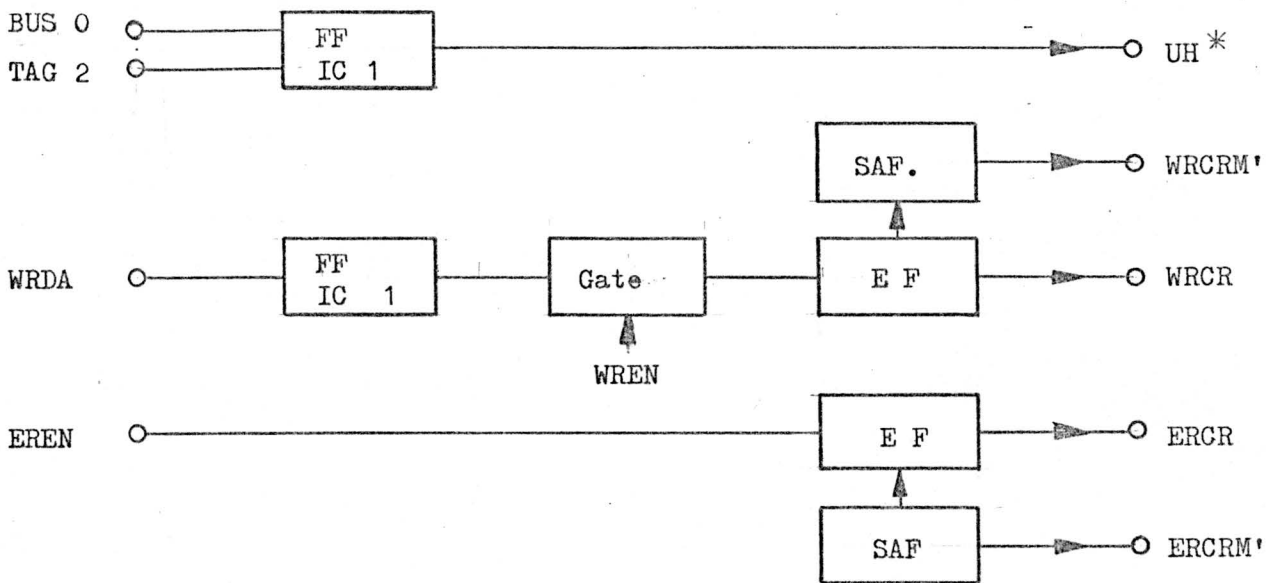 BUS 0
TAG 2
FF
IC 1
UH*
SAF.
WRCRM'
WRDA
FF
IC 1
Gate
E F
WRCR
WREN
EREN
E F
ERCR
SAF
ERCRM'